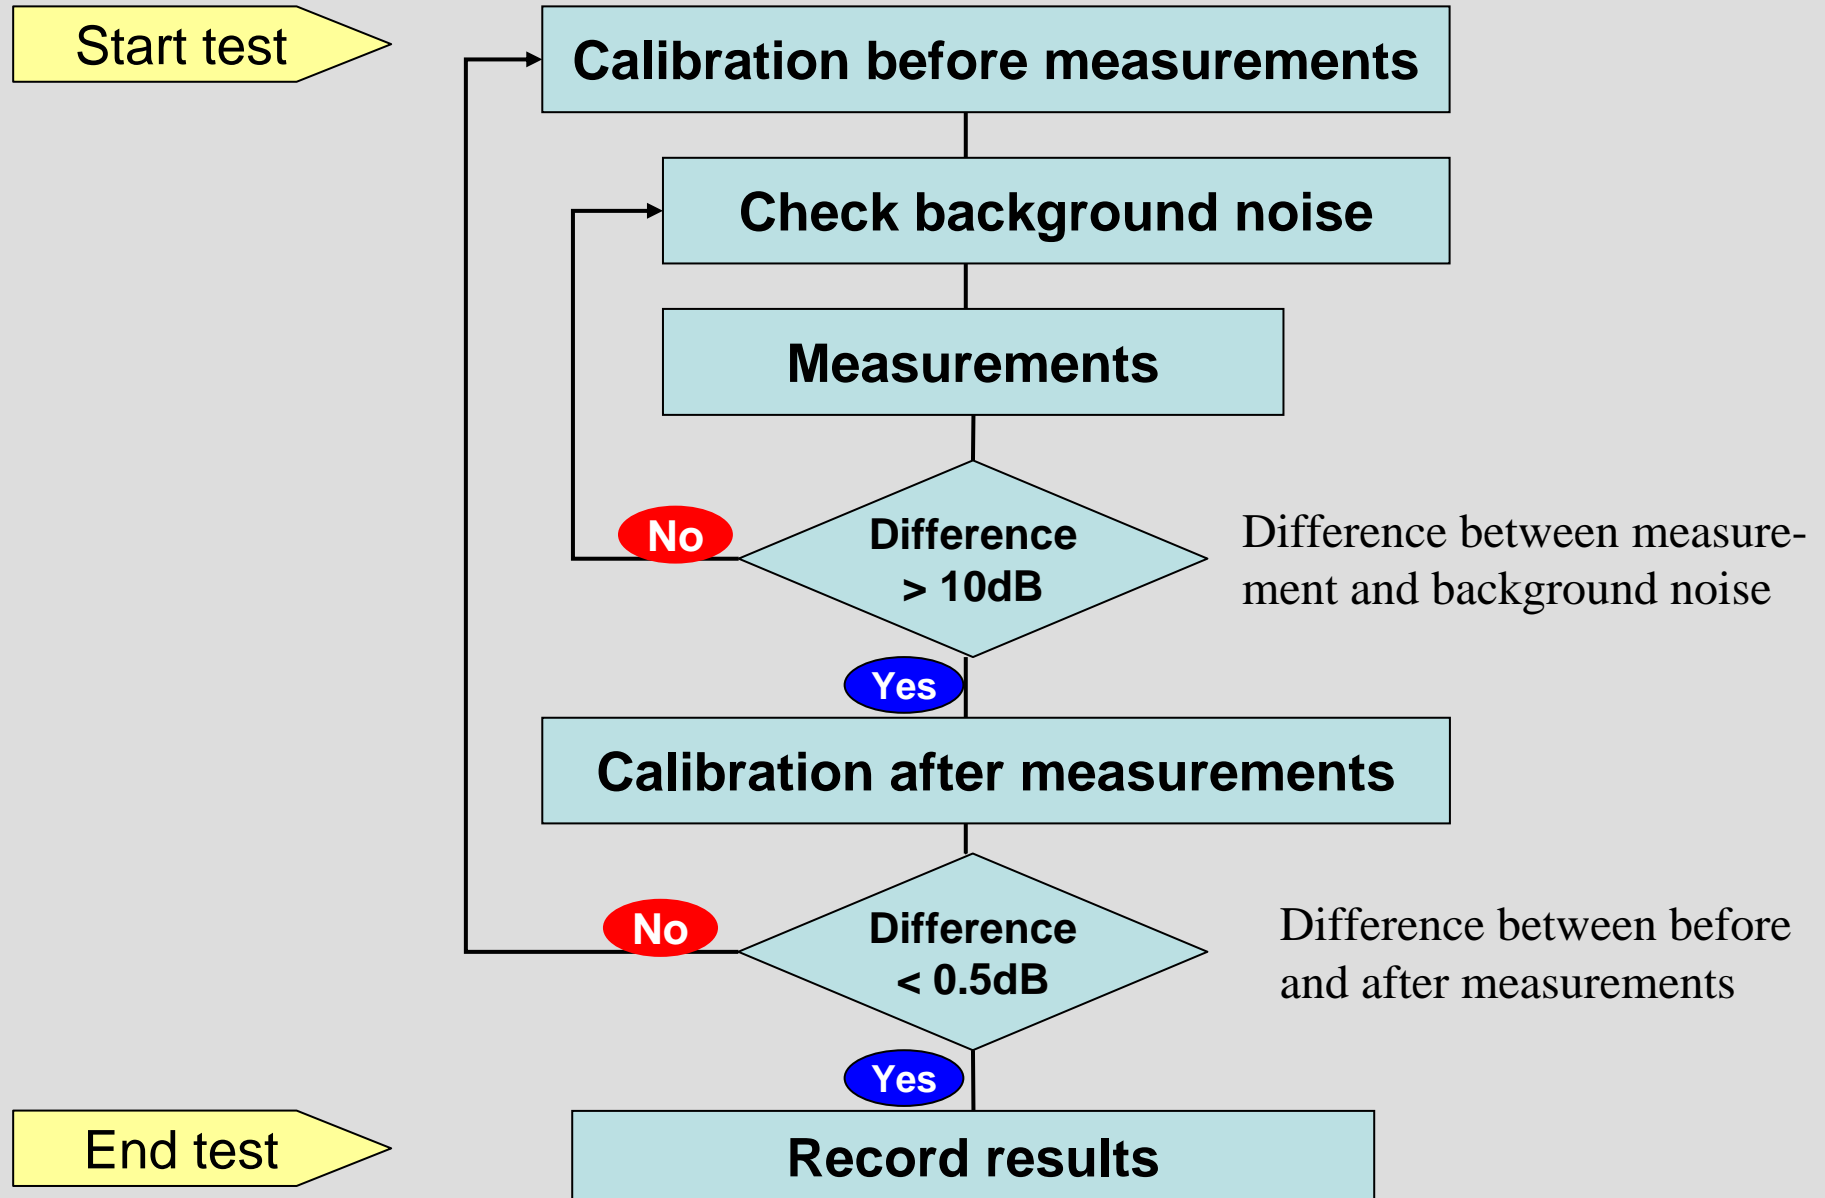 Start test
Calibration before measurements
Check background noise
Measurements
Difference
> 10dB
No
Difference between measure-
ment and background noise
Yes
Calibration after measurements
Difference
< 0.5dB
No
Difference between before
and after measurements
Yes
End test
Record results